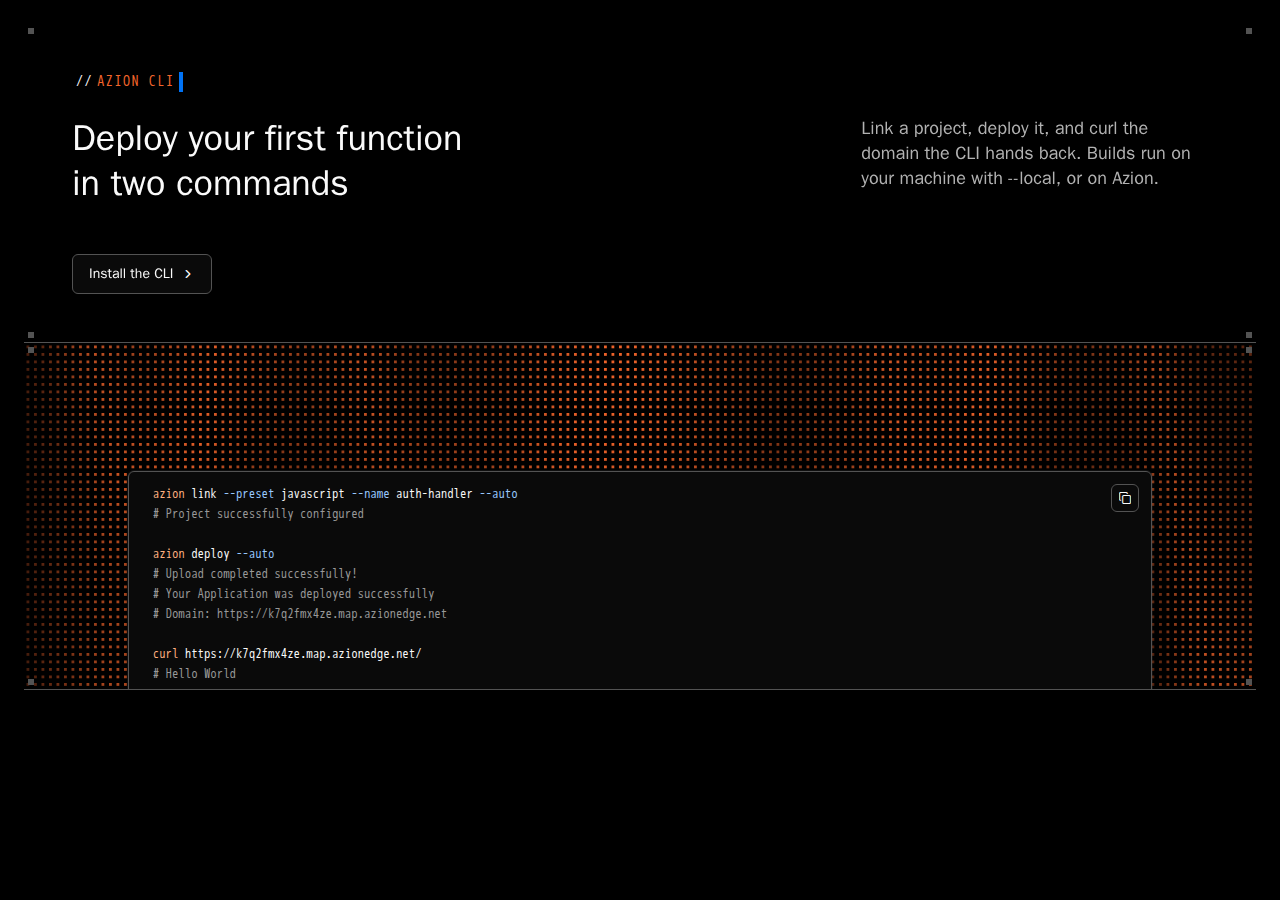 // AZION CLI
Deploy your first function
in two commands
Link a project, deploy it, and curl the
domain the CLI hands back. Builds run on
your machine with --local, or on Azion.
Install the CLI
azion link --preset javascript --name auth-handler --auto
# Project successfully configured
azion deploy --auto
# Upload completed successfully!
# Your Application was deployed successfully
# Domain: https://k7q2fmx4ze.map.azionedge.net
curl https://k7q2fmx4ze.map.azionedge.net/
# Hello World